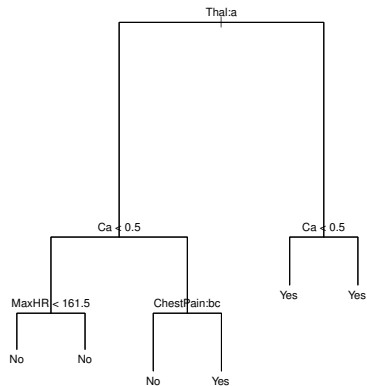 Thal:a
Ca < 0.5
Ca < 0.5
Yes
Yes
MaxHR < 161.5
ChestPain:bc
No
No
No
Yes